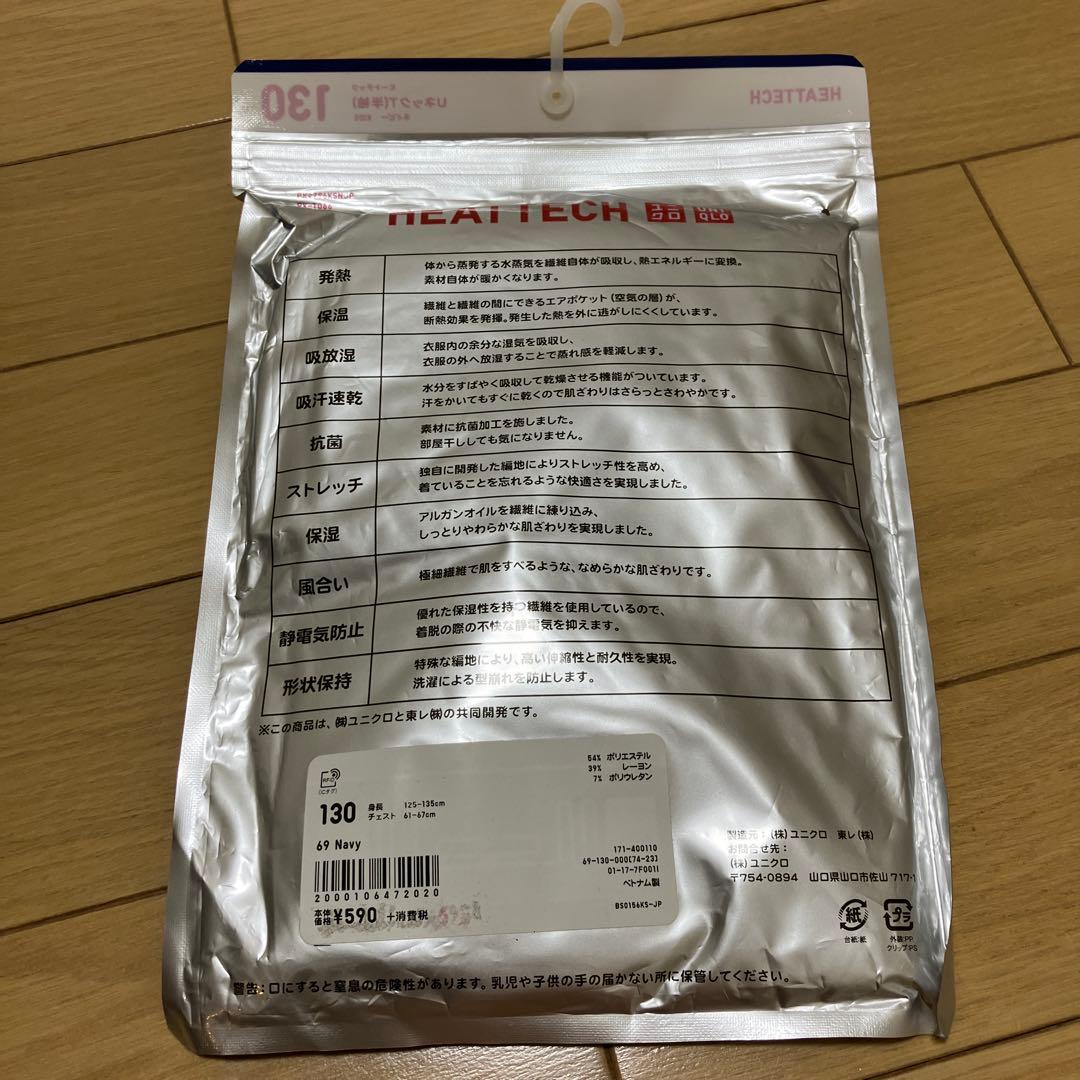 130
HEATTECH
HEATTECH
ユニクロ UNIQLO
発熱 体から蒸発する水蒸気を繊維自体が吸収し、熱エネルギーに変換。
素材自体が暖かくなります。
保温 繊維と繊維の間にできるエアポケット(空気の層)が、
断熱効果を発揮。発生した熱を外に逃がしにくくしています。
吸放湿 衣服内の余分な湿気を吸収し、
衣服の外へ放湿することで蒸れ感を軽減します。
吸汗速乾 水分をすばやく吸収して乾燥させる機能がついています。
汗をかいてもすぐに乾くので肌ざわりはさらっとさわやかです。
抗菌 素材に抗菌加工を施しました。
部屋干ししても気になりません。
ストレッチ 独自に開発した編地によりストレッチ性を高め、
着ていることを忘れるような快適さを実現しました。
保湿 アルガンオイルを繊維に練り込み、
しっとりやわらかな肌ざわりを実現しました。
風合い 極細繊維で肌をすべるような、なめらかな肌ざわりです。
静電気防止 優れた保湿性を持つ繊維を使用しているので、
着脱の際の不快な静電気を抑えます。
形状保持 特殊な編地により、高い伸縮性と耐久性を実現。
洗濯による型崩れを防止します。
※この商品は、㈱ユニクロと東レ㈱の共同開発です。
54% ポリエステル
39% レーヨン
7% ポリウレタン
RFID
(ICタグ)
130 身長 125-135cm
チェスト 61-67cm
69 Navy
171-400110
69-130-000(74-23)
01-17-7F001I
ベトナム製
2000106472020
本体価格 ¥590 +消費税
BS0156KS-JP
製造元:(株)ユニクロ 東レ(株)
お問合せ先:
(株)ユニクロ
〒754-0894 山口県山口市佐山717-1
紙
台紙:紙
プラ
外装:PP
クリップ:PS
警告:口にすると窒息の危険性があります。乳児や子供の手の届かない所に保管してください。